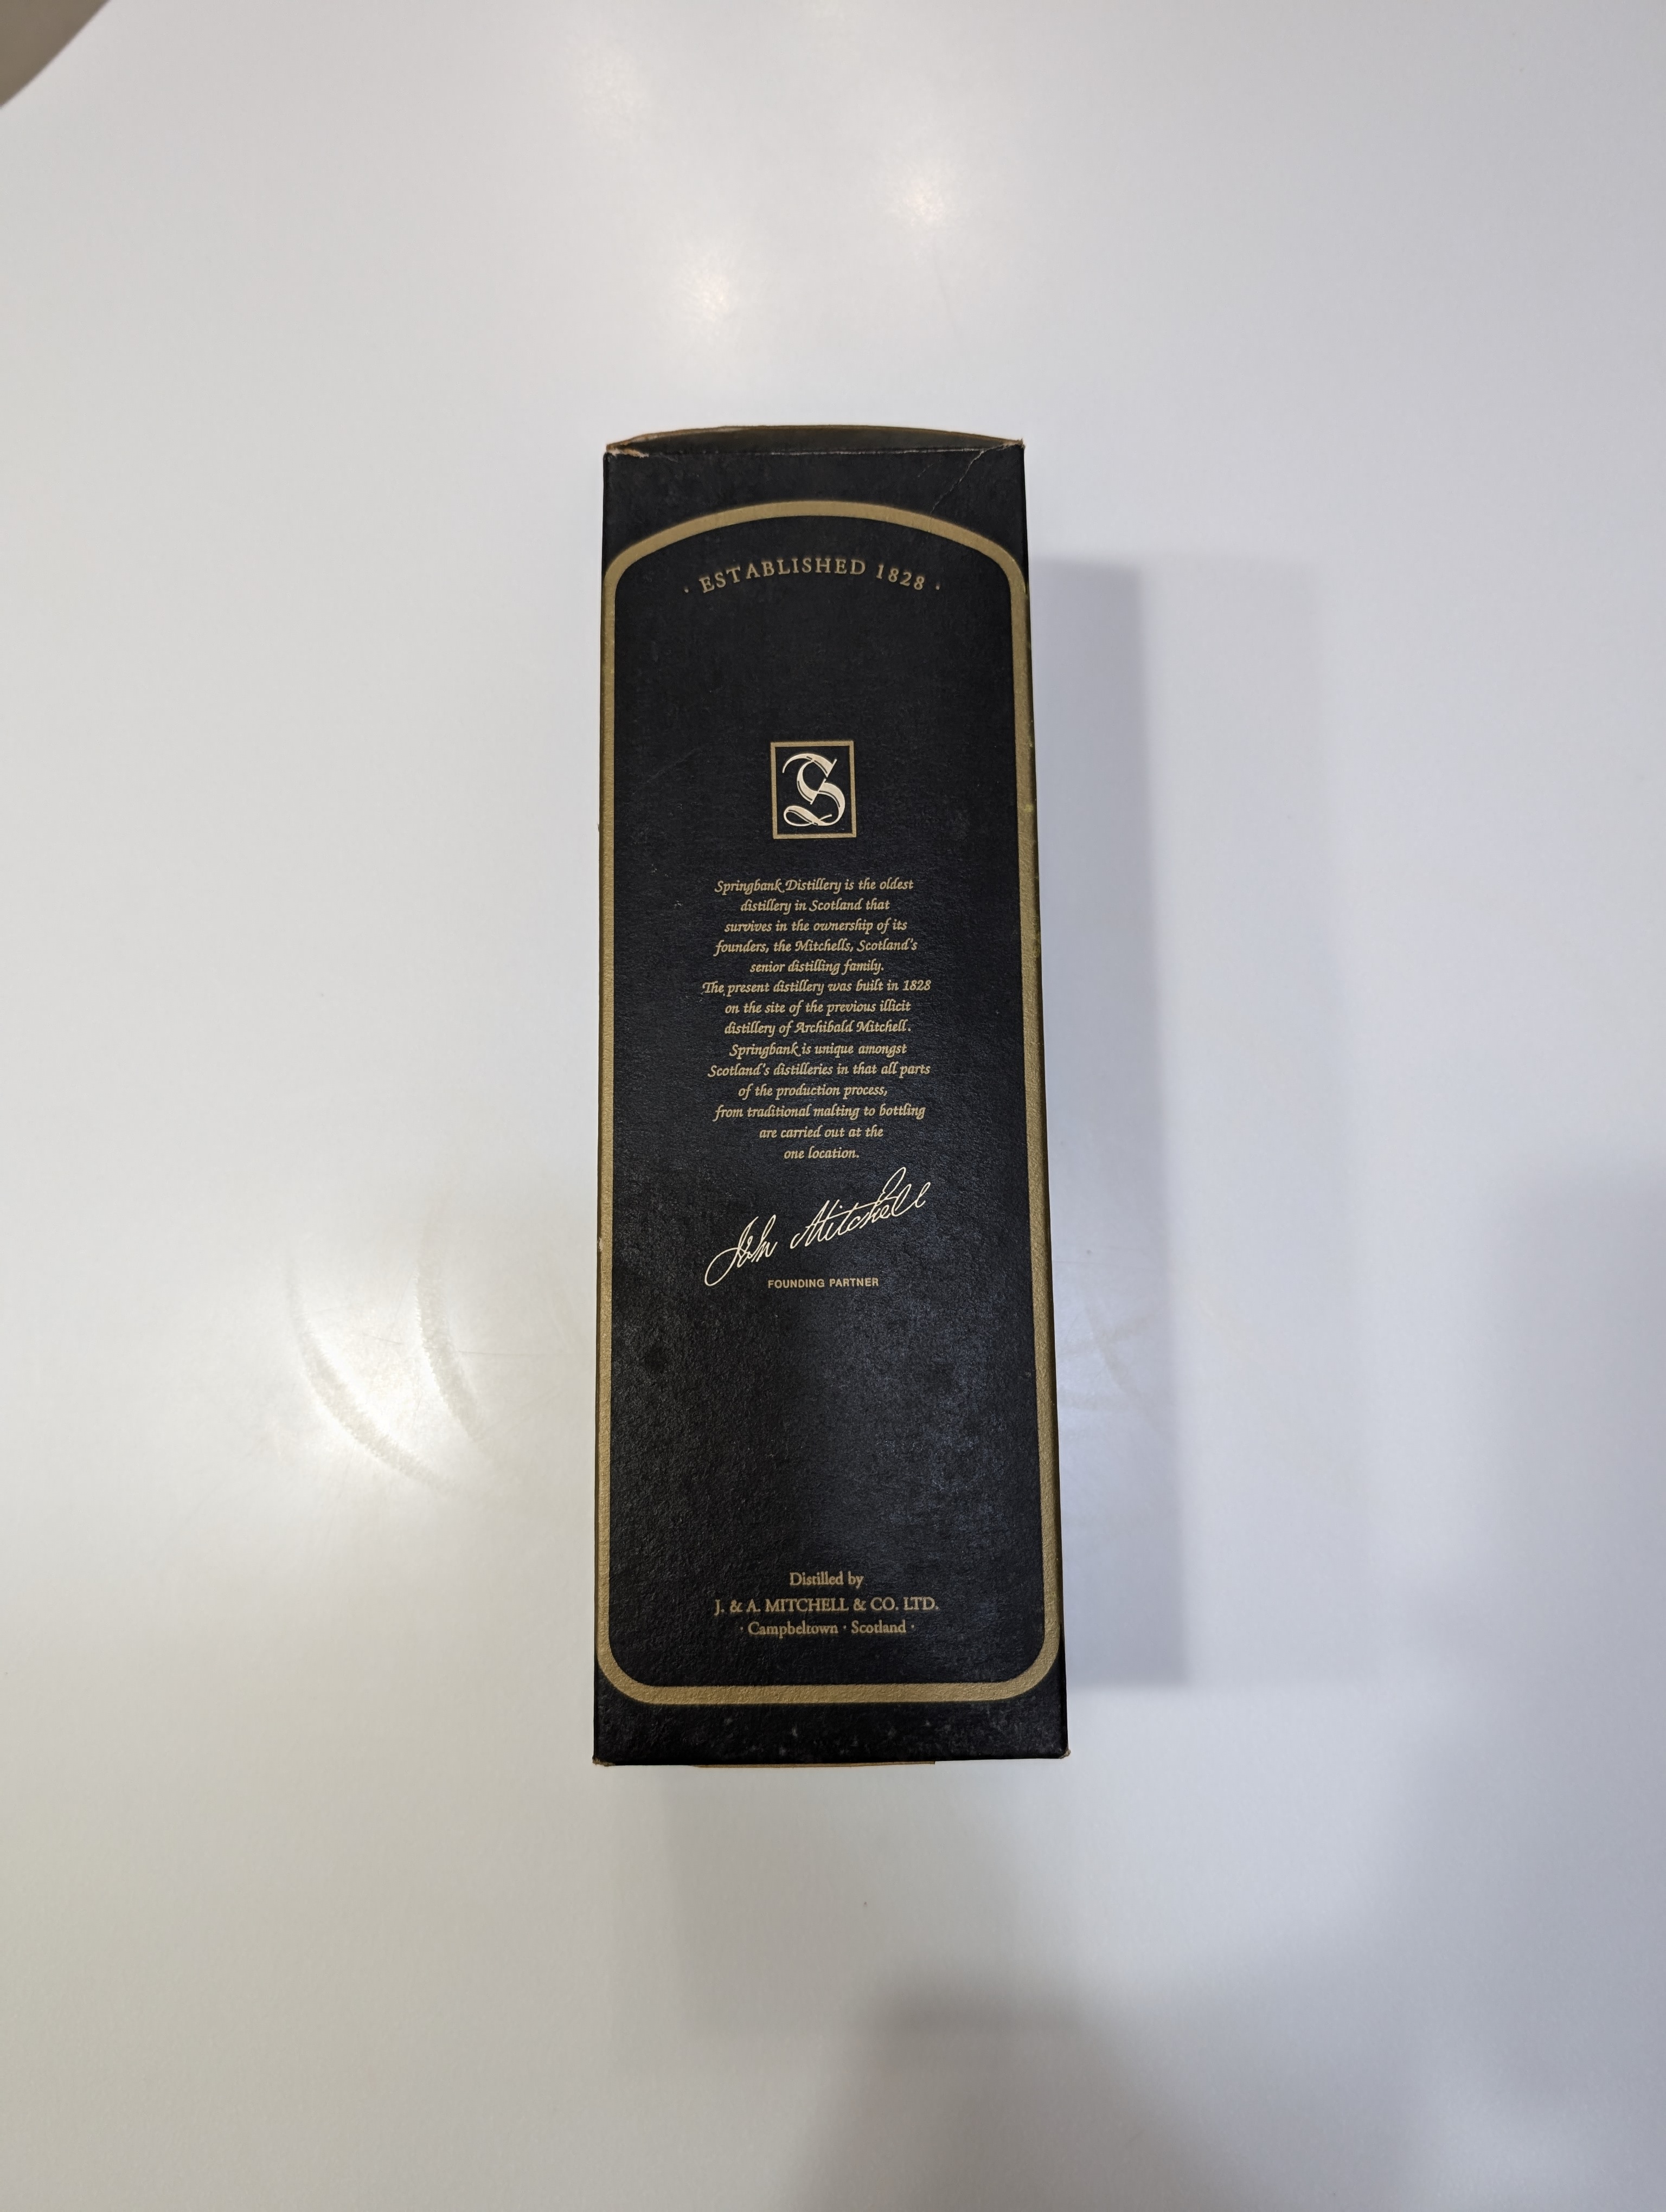 · ESTABLISHED 1828 ·
S
Springbank Distillery is the oldest
distillery in Scotland that
survives in the ownership of its
founders, the Mitchells, Scotland's
senior distilling family.
The present distillery was built in 1828
on the site of the previous illicit
distillery of Archibald Mitchell.
Springbank is unique amongst
Scotland's distilleries in that all parts
of the production process,
from traditional malting to bottling
are carried out at the
one location.
John Mitchell
FOUNDING PARTNER
Distilled by
J. & A. MITCHELL & CO. LTD.
· Campbeltown · Scotland ·